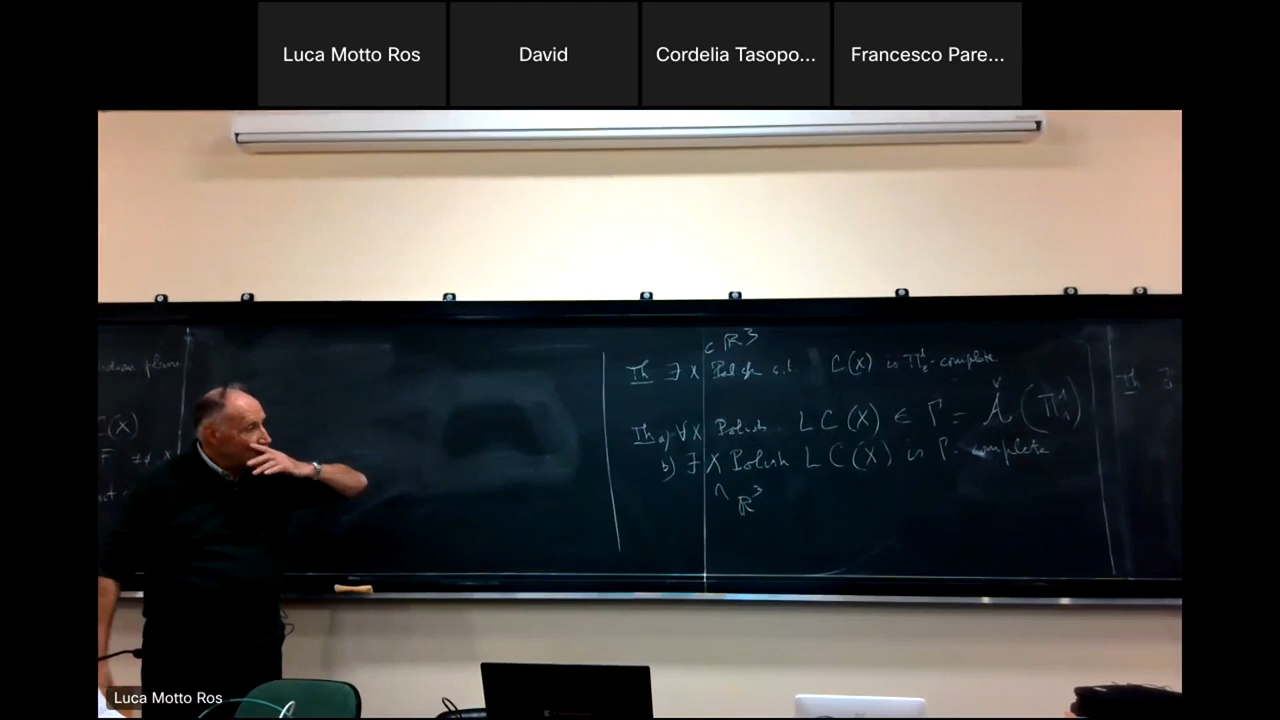 Luca Motto Ros
David
Cordelia Tasopo...
Francesco Pare...
⊂ ℝ³
Th ∃ X Polish s.t. C(X) is Π¹₂-complete
Th a) ∀X Polish LC(X) ∈ Γ = Ǎ(Π¹₁)
b) ∃ X Polish LC(X) is Γ-complete
∩
ℝ³
Th ∃
(X)
Luca Motto Ros